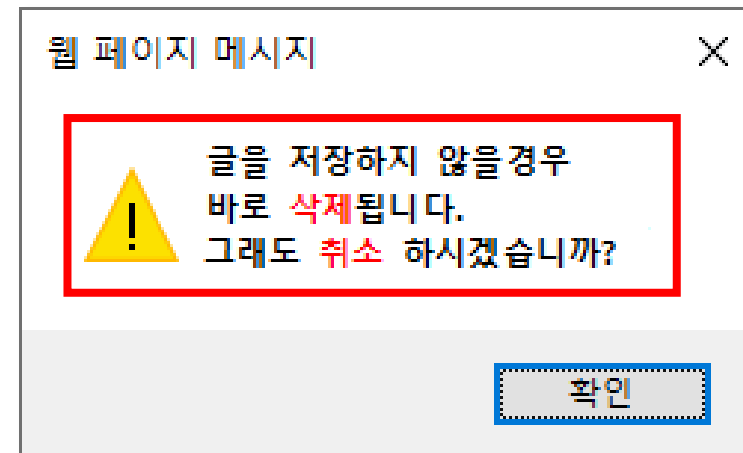 웹 페이지 메시지
글을 저장하지 않을경우
바로 삭제됩니다.
그래도 취소 하시겠습니까?
확인